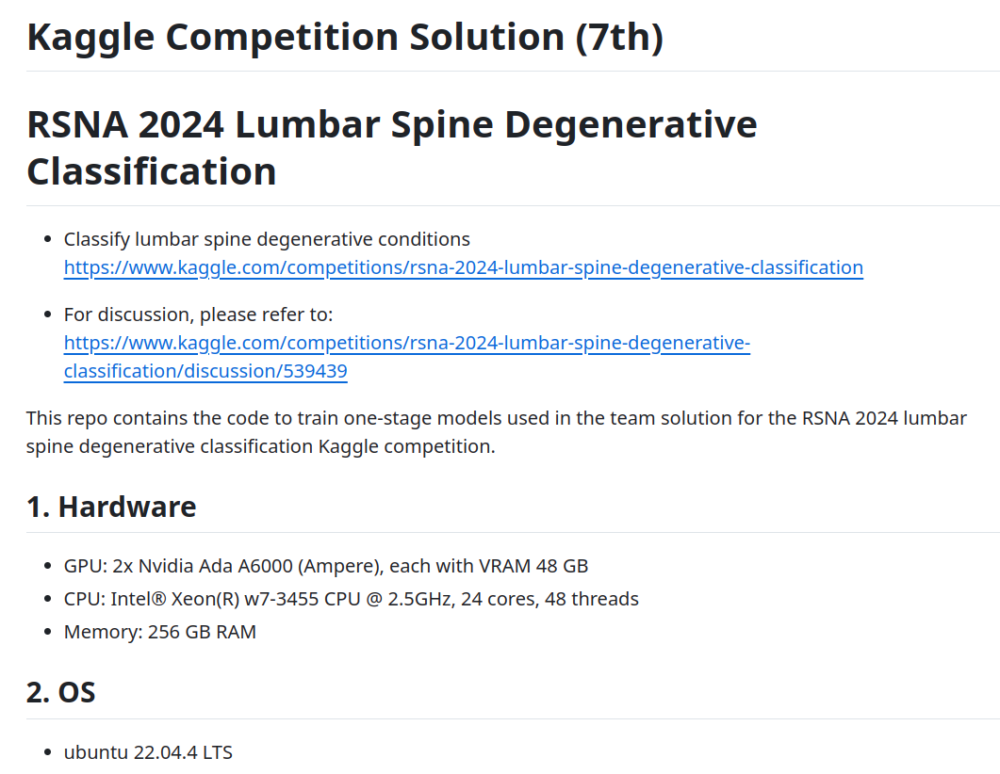 Kaggle Competition Solution (7th)
RSNA 2024 Lumbar Spine Degenerative
Classification
Classify lumbar spine degenerative conditions
https://www.kaggle.com/competitions/rsna-2024-lumbar-spine-degenerative-classification
For discussion, please refer to:
https://www.kaggle.com/competitions/rsna-2024-lumbar-spine-degenerative-
classification/discussion/539439
This repo contains the code to train one-stage models used in the team solution for the RSNA 2024 lumbar
spine degenerative classification Kaggle competition.
1. Hardware
GPU: 2x Nvidia Ada A6000 (Ampere), each with VRAM 48 GB
CPU: Intel® Xeon(R) w7-3455 CPU @ 2.5GHz, 24 cores, 48 threads
Memory: 256 GB RAM
2. OS
ubuntu 22.04.4 LTS